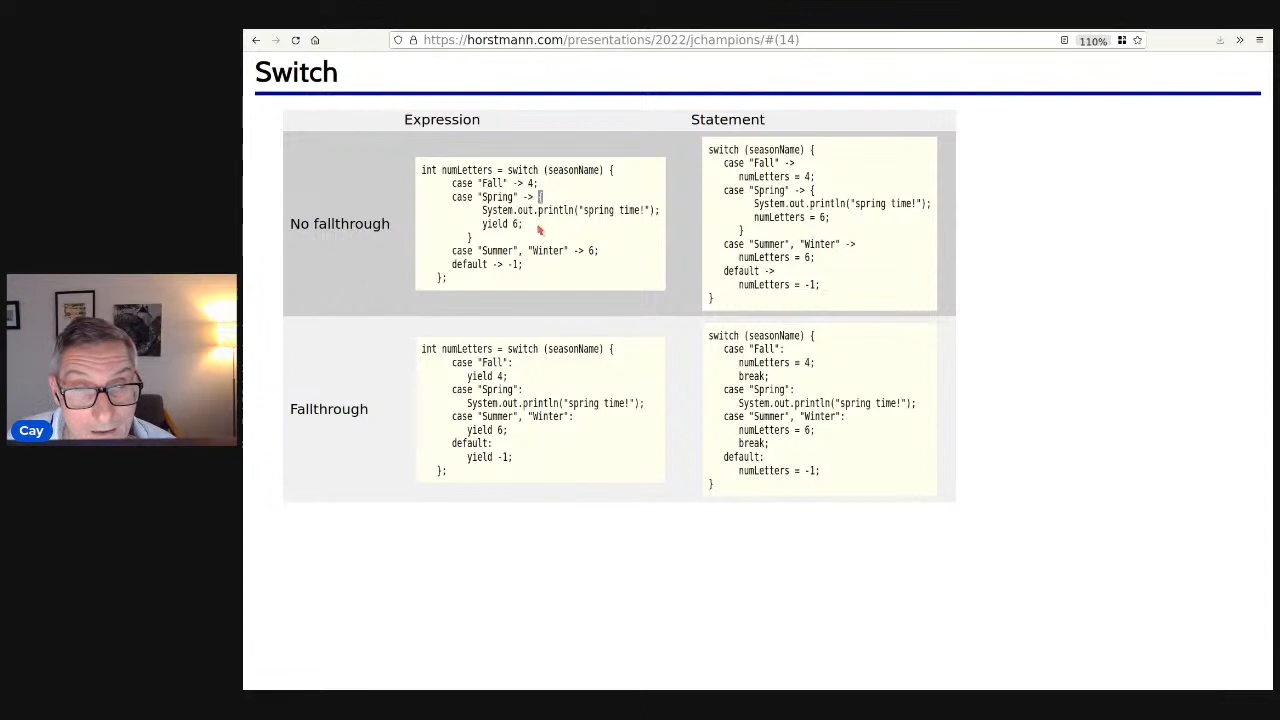 https://horstmann.com/presentations/2022/jchampions/#(14)
110%
Switch
Expression
Statement
No fallthrough
int numLetters = switch (seasonName) {
case "Fall" -> 4;
case "Spring" -> {
System.out.println("spring time!");
yield 6;
}
case "Summer", "Winter" -> 6;
default -> -1;
};
switch (seasonName) {
case "Fall" ->
numLetters = 4;
case "Spring" -> {
System.out.println("spring time!");
numLetters = 6;
}
case "Summer", "Winter" ->
numLetters = 6;
default ->
numLetters = -1;
}
Fallthrough
int numLetters = switch (seasonName) {
case "Fall":
yield 4;
case "Spring":
System.out.println("spring time!");
case "Summer", "Winter":
yield 6;
default:
yield -1;
};
switch (seasonName) {
case "Fall":
numLetters = 4;
break;
case "Spring":
System.out.println("spring time!");
case "Summer", "Winter":
numLetters = 6;
break;
default:
numLetters = -1;
}
Cay